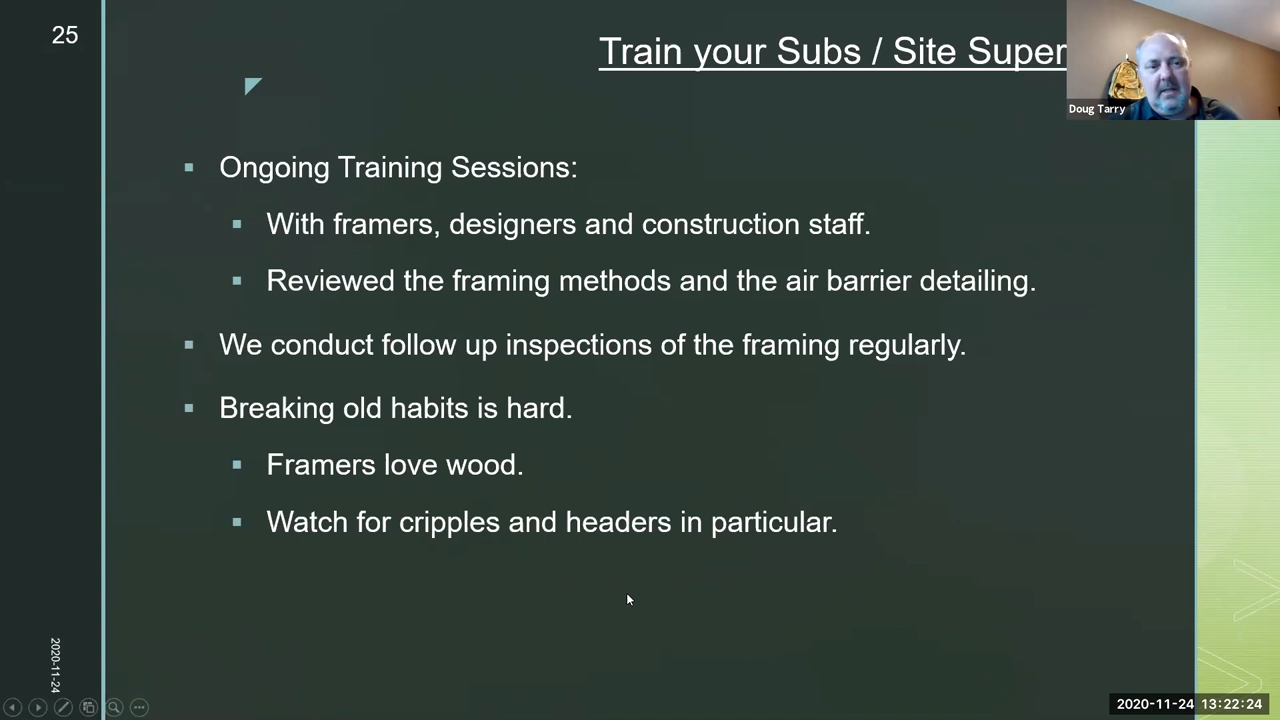 25
Train your Subs / Site Super
Doug Tarry
Ongoing Training Sessions:
With framers, designers and construction staff.
Reviewed the framing methods and the air barrier detailing.
We conduct follow up inspections of the framing regularly.
Breaking old habits is hard.
Framers love wood.
Watch for cripples and headers in particular.
2020-11-24
2020-11-24 13:22:24